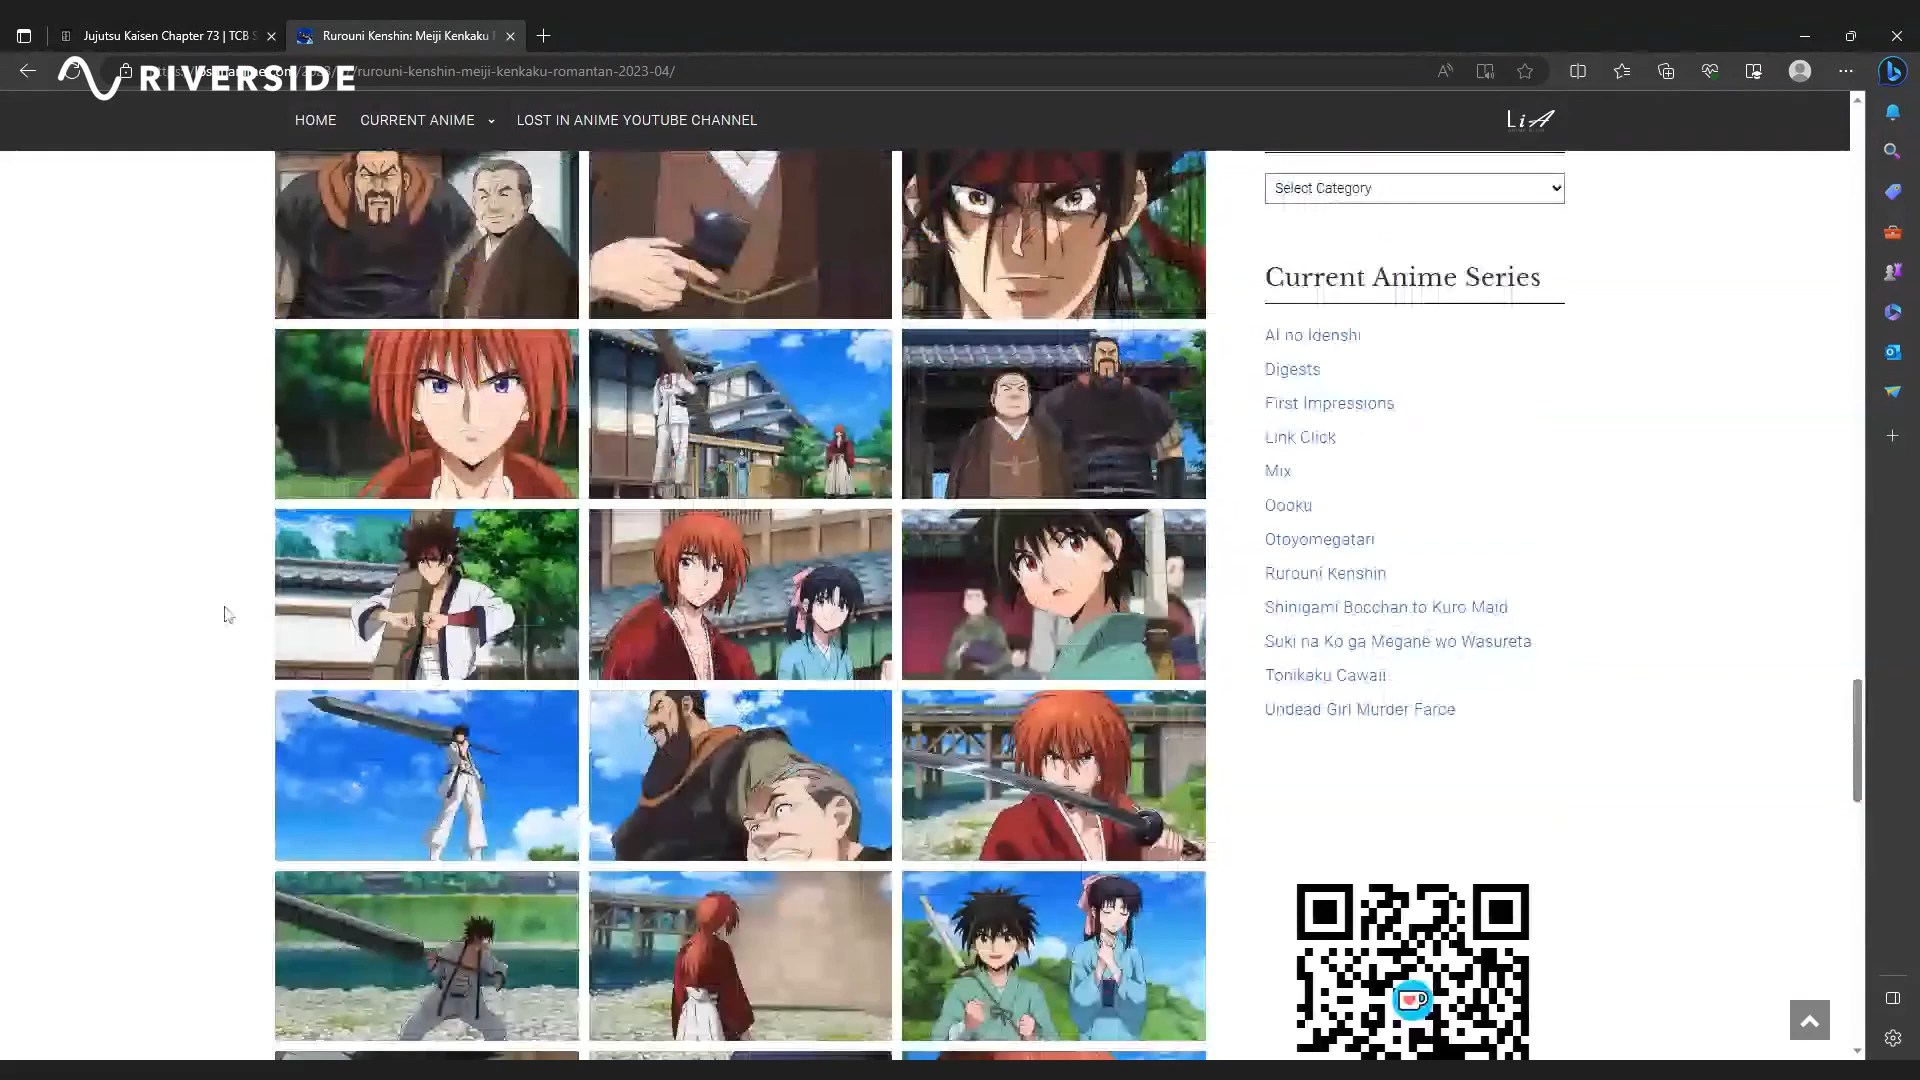 Jujutsu Kaisen Chapter 73 | TCB S
Rurouni Kenshin: Meiji Kenkaku
RIVERSIDE
/rurouni-kenshin-meiji-kenkaku-romantan-2023-04/
HOME
CURRENT ANIME
LOST IN ANIME YOUTUBE CHANNEL
LiA
Select Category
Current Anime Series
AI no Idenshi
Digests
First Impressions
Link Click
Mix
Oooku
Otoyomegatari
Rurouni Kenshin
Shinigami Bocchan to Kuro Maid
Suki na Ko ga Megane wo Wasureta
Tonikaku Cawaii
Undead Girl Murder Farce